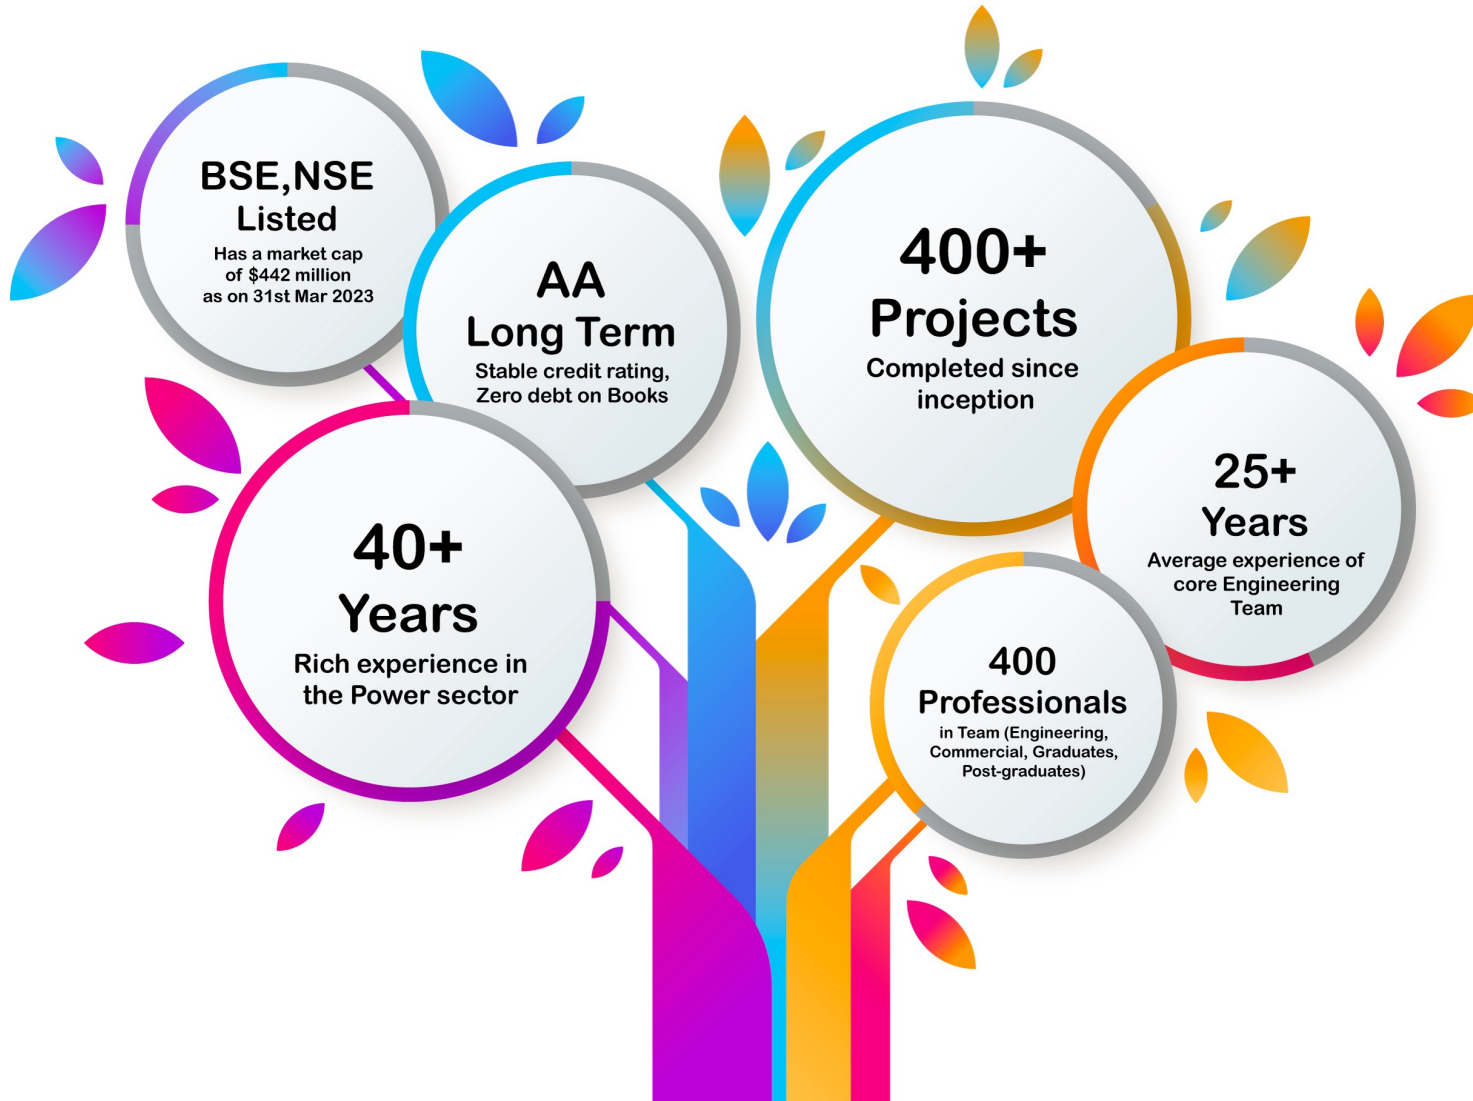 BSE,NSE
Listed
Has a market cap
of $442 million
as on 31st Mar 2023
AA
Long Term
Stable credit rating,
Zero debt on Books
400+
Projects
Completed since
inception
40+
Years
Rich experience in
the Power sector
25+
Years
Average experience of
core Engineering
Team
400
Professionals
in Team (Engineering,
Commercial, Graduates,
Post-graduates)